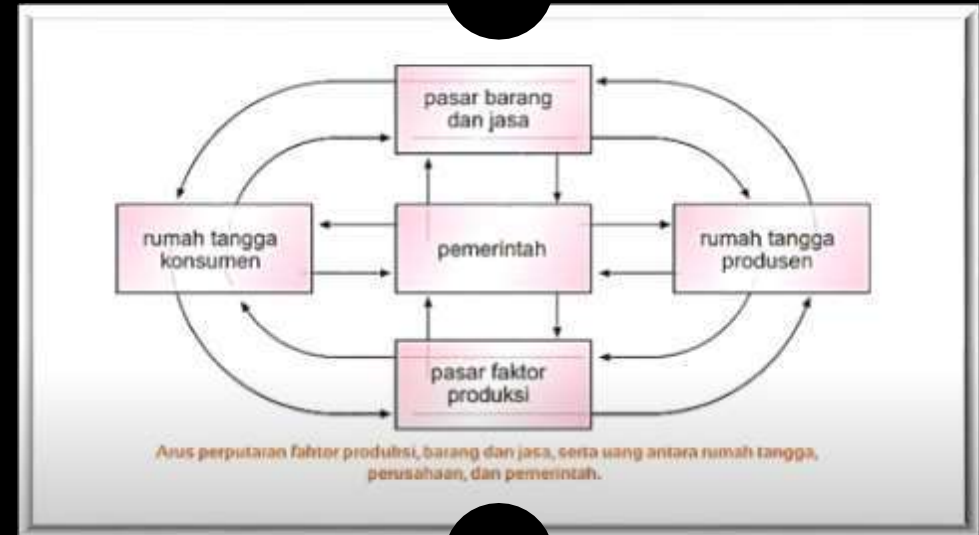 pasar barang
dan jasa
rumah tangga
konsumen
pemerintah
rumah tangga
produsen
pasar faktor
produksi
Arus perputaran faktor produksi, barang dan jasa, serta uang antara rumah tangga,
perusahaan, dan pemerintah.